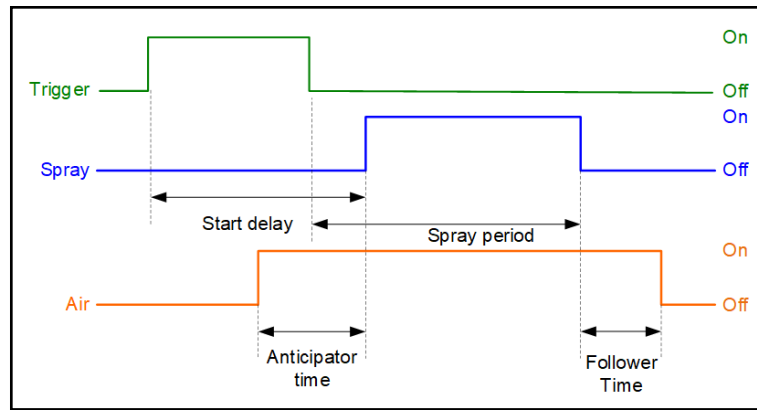 On
Trigger
Off
On
Spray
Off
Start delay
Spray period
On
Air
Off
Anticipator
time
Follower
Time